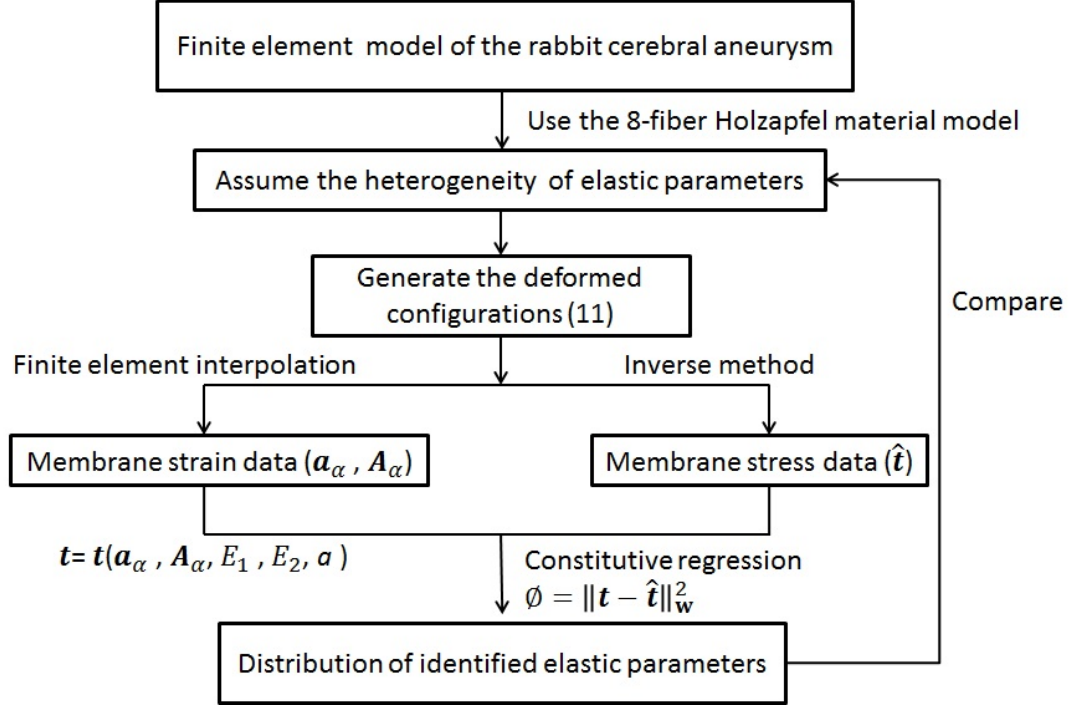 Finite element model of the rabbit cerebral aneurysm
Use the 8-fiber Holzapfel material model
Assume the heterogeneity of elastic parameters
Generate the deformed
configurations (11)
Compare
Finite element interpolation
Inverse method
Membrane strain data (𝒂α , 𝑨α)
Membrane stress data (t̂)
t= t(aα , Aα, E1 , E2, a )
Constitutive regression
∅ = ‖t − t̂‖²w
Distribution of identified elastic parameters